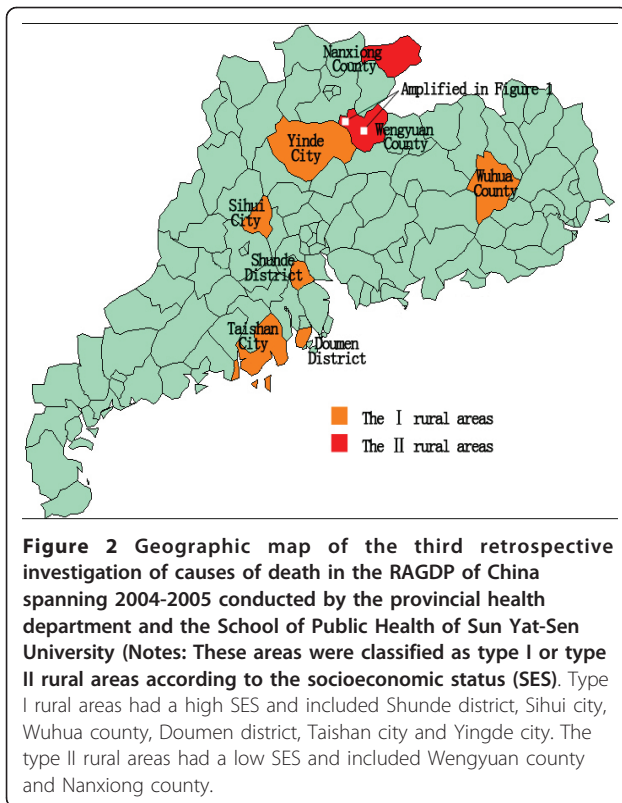 Nanxiong
County
Amplified in Figure 1
Wengyuan
County
Yinde
City
Wuhua
County
Sihui
City
Shunde
District
Taishan
City
Doumen
District
The Ⅰ rural areas
The Ⅱ rural areas
Figure 2 Geographic map of the third retrospective
investigation of causes of death in the RAGDP of China
spanning 2004-2005 conducted by the provincial health
department and the School of Public Health of Sun Yat-Sen
University (Notes: These areas were classified as type I or type
II rural areas according to the socioeconomic status (SES). Type
I rural areas had a high SES and included Shunde district, Sihui city,
Wuhua county, Doumen district, Taishan city and Yingde city. The
type II rural areas had a low SES and included Wengyuan county
and Nanxiong county.